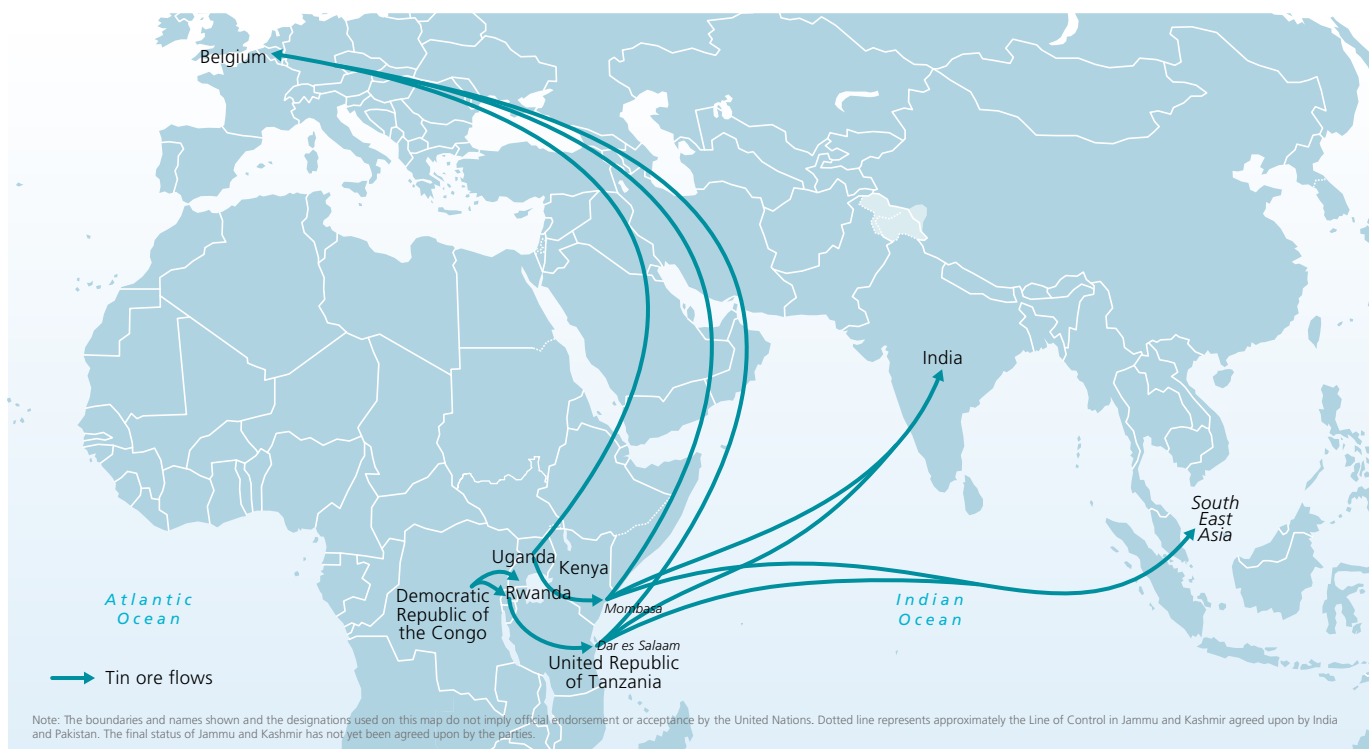 Belgium
India
South
East
Asia
Uganda
Kenya
Rwanda
Democratic
Republic of
the Congo
Mombasa
Atlantic
Ocean
Indian
Ocean
Dar es Salaam
United Republic
of Tanzania
Tin ore flows
Note: The boundaries and names shown and the designations used on this map do not imply official endorsement or acceptance by the United Nations. Dotted line represents approximately the Line of Control in Jammu and Kashmir agreed upon by India
and Pakistan. The final status of Jammu and Kashmir has not yet been agreed upon by the parties.